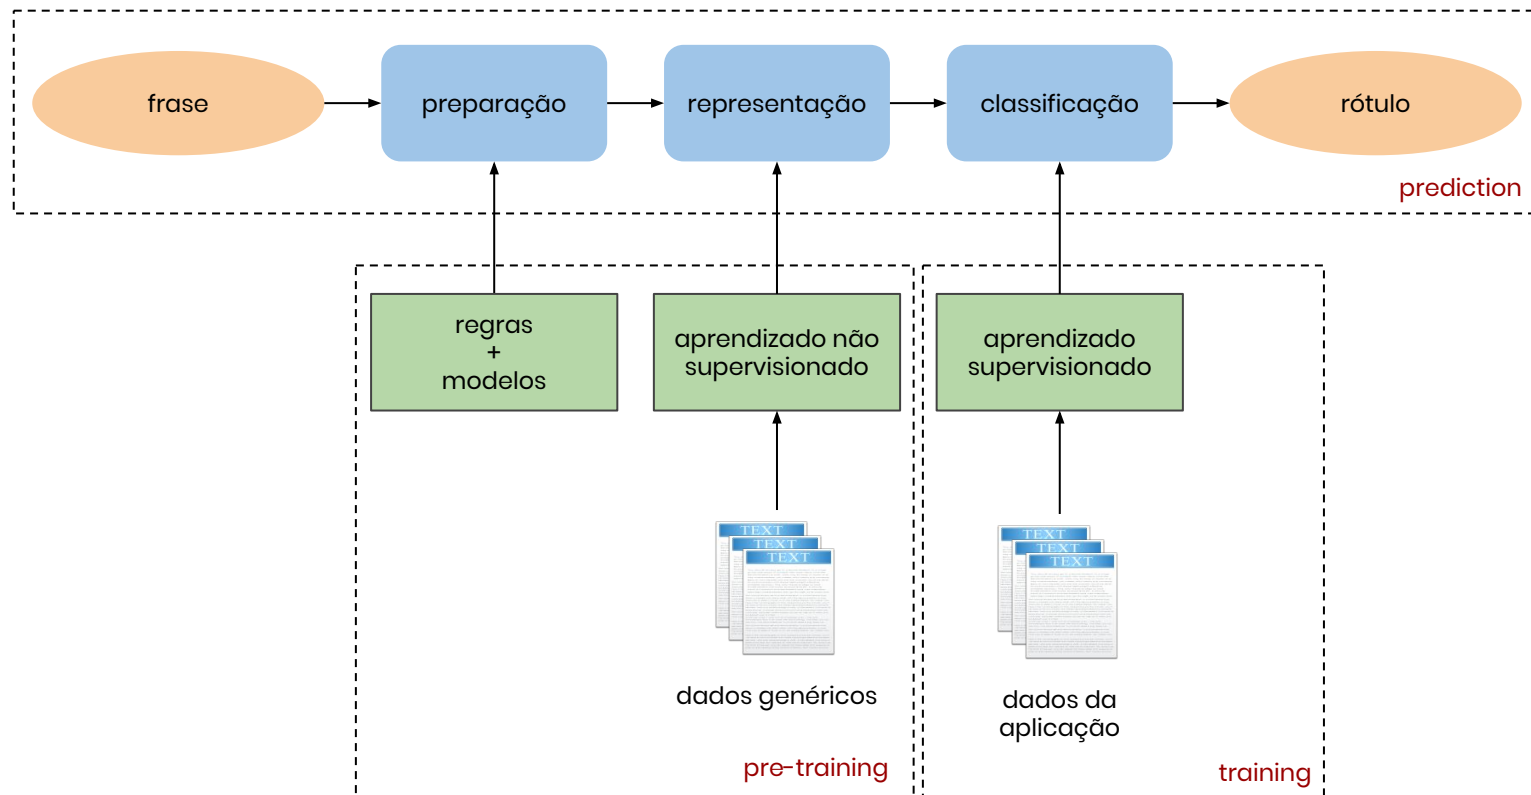 frase
preparação
representação
classificação
rótulo
prediction
regras
+
modelos
aprendizado não
supervisionado
aprendizado
supervisionado
TEXT
TEXT
TEXT
TEXT
TEXT
TEXT
dados genéricos
dados da
aplicação
pre-training
training